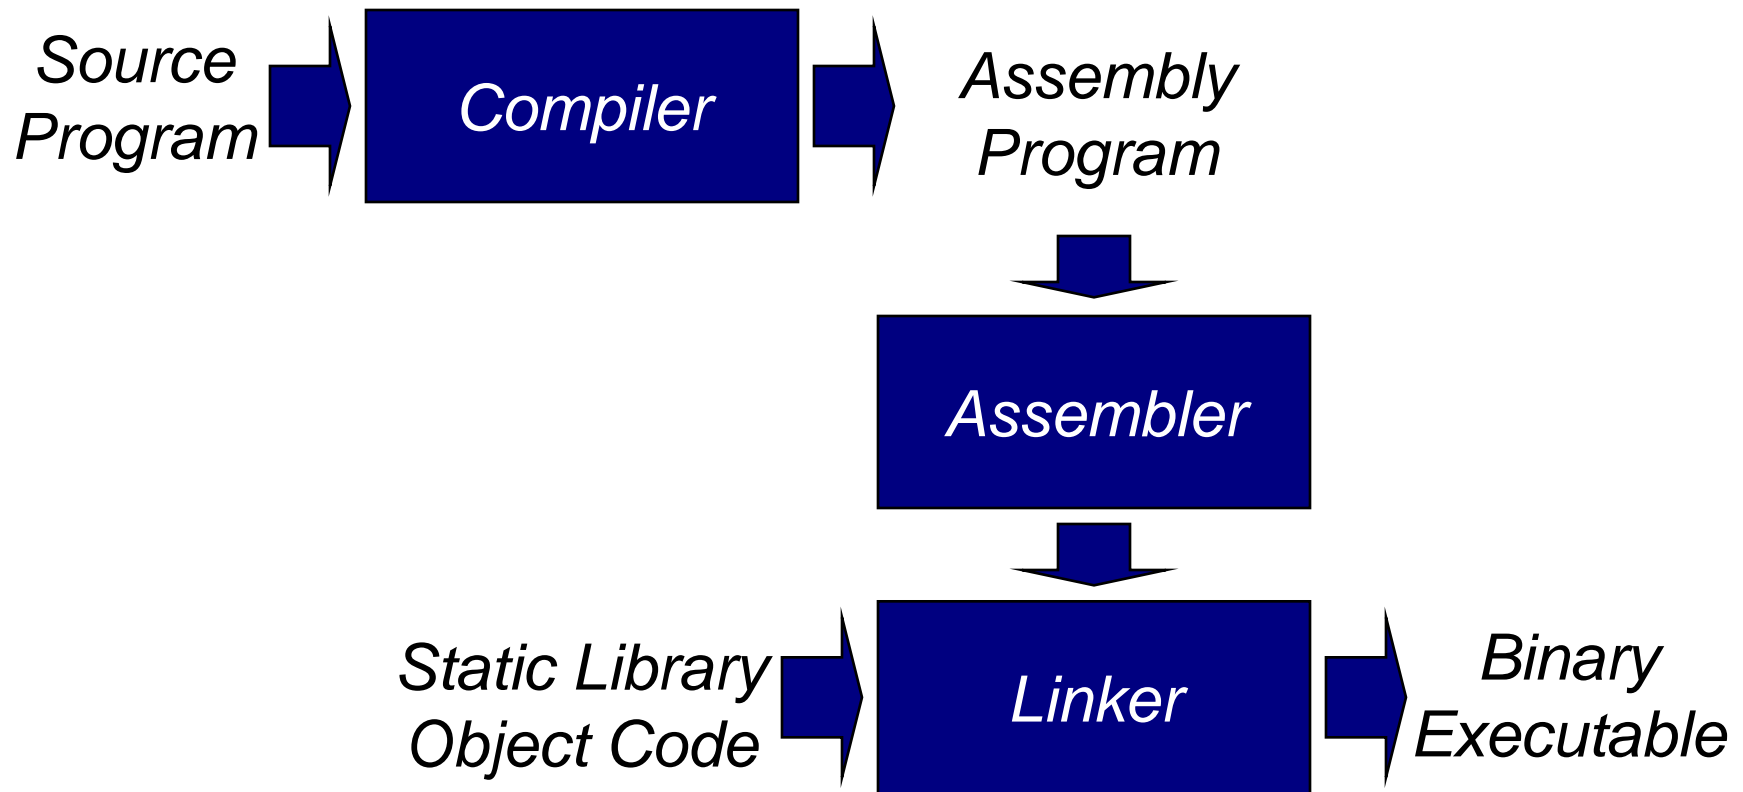 Source
Program
Compiler
Assembly
Program
Assembler
Static Library
Object Code
Linker
Binary
Executable